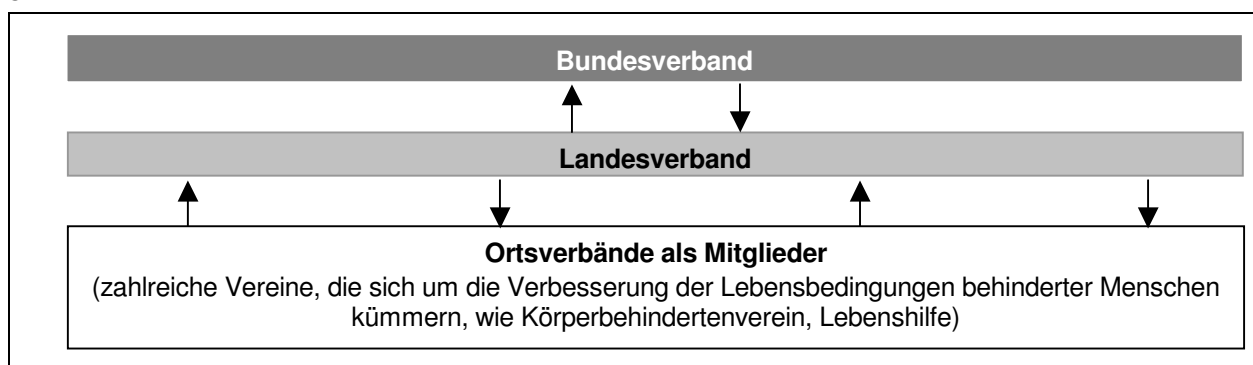 Bundesverband
Landesverband
Ortsverbände als Mitglieder
(zahlreiche Vereine, die sich um die Verbesserung der Lebensbedingungen behinderter Menschen
kümmern, wie Körperbehindertenverein, Lebenshilfe)